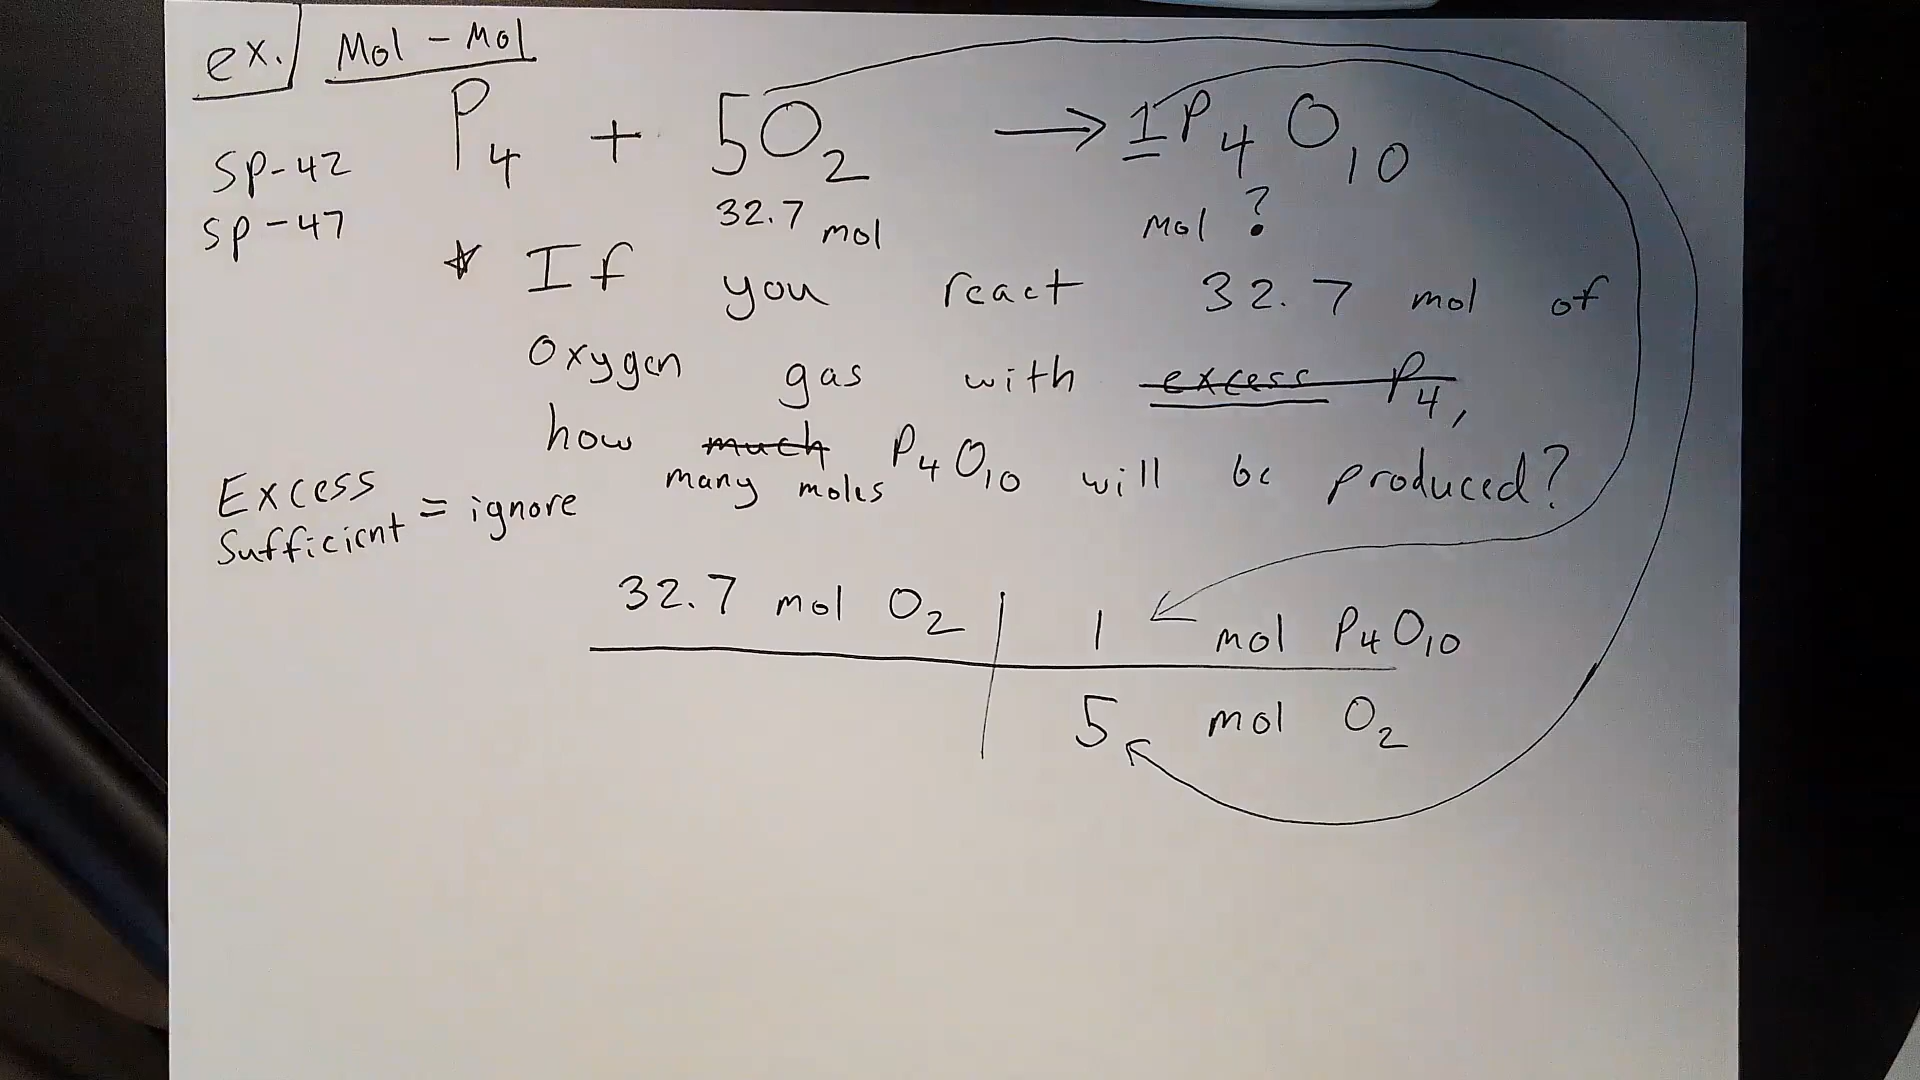 ex. Mol - Mol
P4 + 5O2 → 1P4O10
SP-42
SP-47
32.7 mol
Mol ?
* If you react 32.7 mol of
oxygen gas with excess P4,
how much P4O10 will be produced?
many moles
Excess
Sufficient = ignore
32.7 mol O2 | 1 mol P4O10
5 mol O2